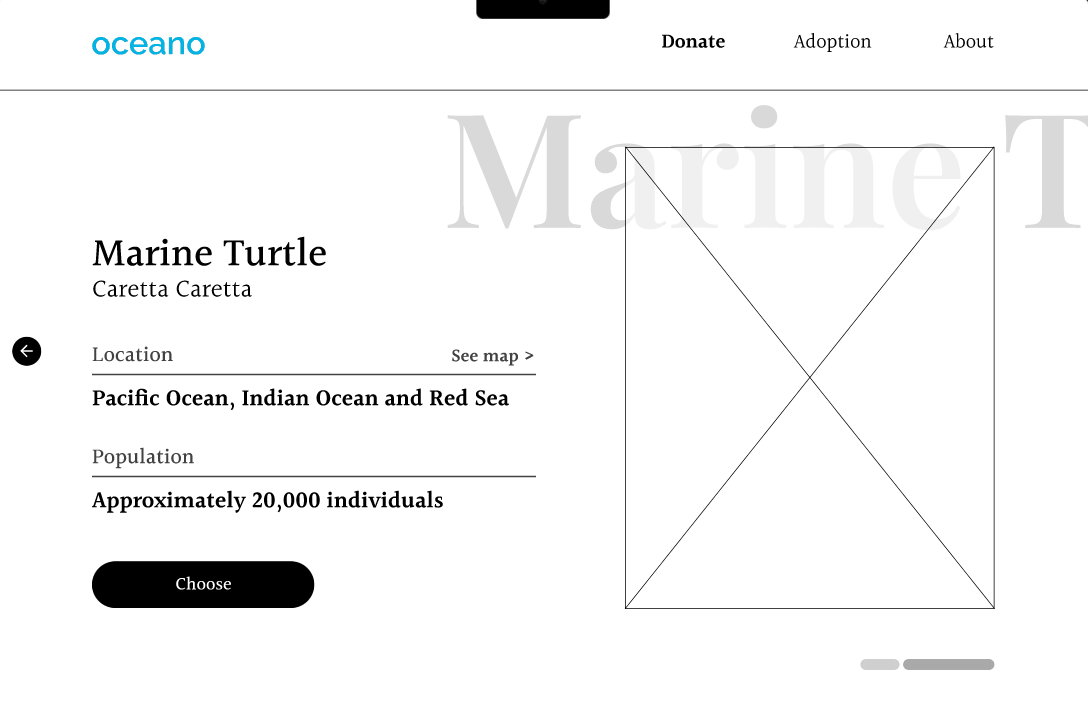 oceano
Donate Adoption About
Marine T
Marine Turtle
Caretta Caretta
Location See map >
Pacific Ocean, Indian Ocean and Red Sea
Population
Approximately 20,000 individuals
Choose